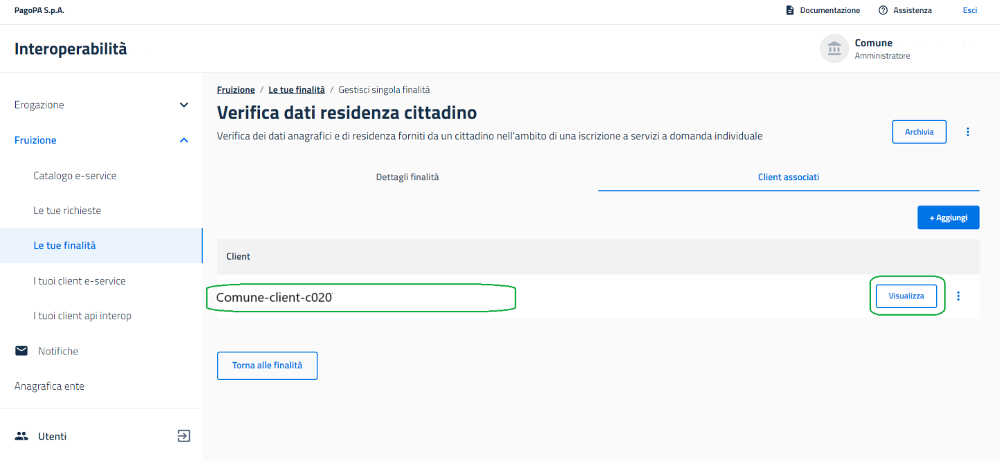 PagoPA S.p.A.
Documentazione
Assistenza
Esci
Interoperabilità
Comune
Amministratore
Erogazione
Fruizione
Catalogo e-service
Le tue richieste
Le tue finalità
I tuoi client e-service
I tuoi client api interop
Notifiche
Anagrafica ente
Utenti
Fruizione / Le tue finalità / Gestisci singola finalità
Verifica dati residenza cittadino
Verifica dei dati anagrafici e di residenza forniti da un cittadino nell'ambito di una iscrizione a servizi a domanda individuale
Archivia
Dettagli finalità
Client associati
+ Aggiungi
Client
Comune-client-c020
Visualizza
Torna alle finalità